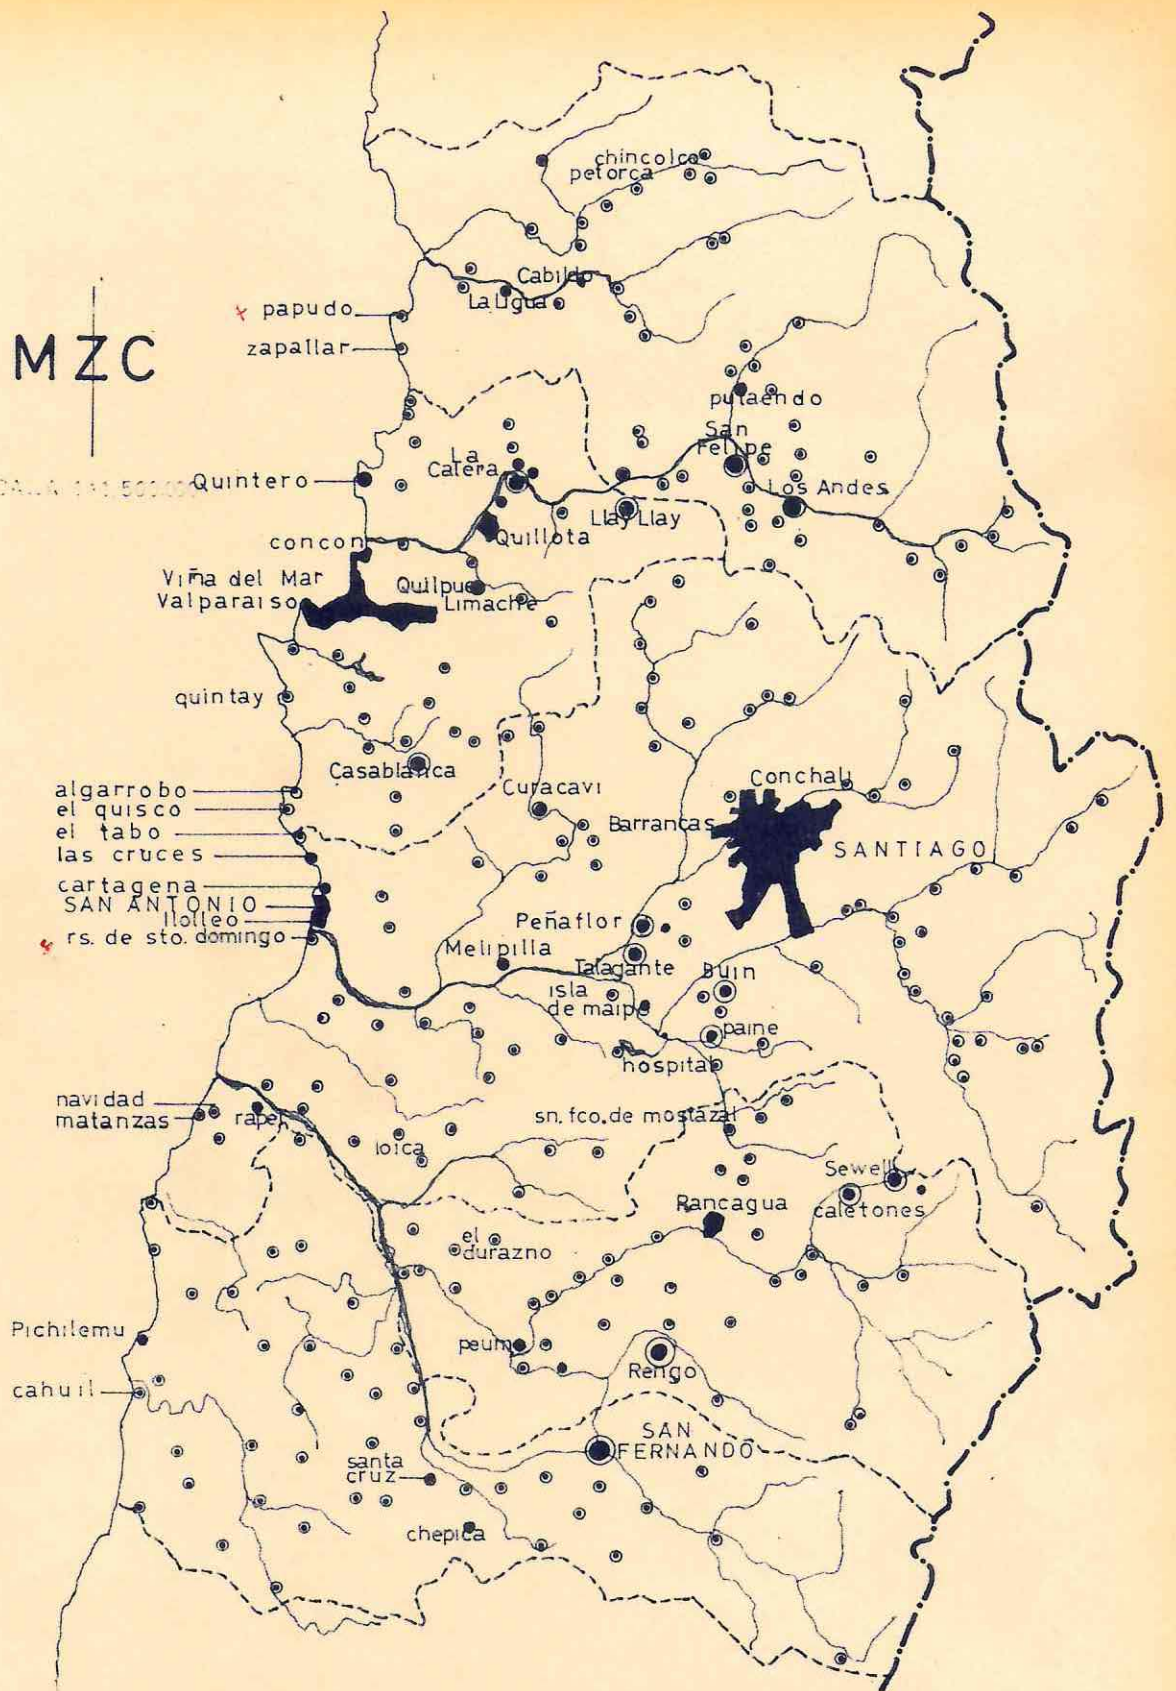 chincolco
petorca
Cabildo
La Ligua
papudo
zapallar
MZC
putaendo
San
Felipe
La
Calera
Quintero
Los Andes
Llay Llay
Quillota
concon
Viña del Mar
Valparaiso
Quilpue
Limache
quintay
Casablanca
Curacavi
Conchali
Barrancas
SANTIAGO
algarrobo
el quisco
el tabo
las cruces
cartagena
SAN ANTONIO
llolleo
rs. de sto. domingo
Peñaflor
Melipilla
Talagante
Buin
isla
de maipo
paine
hospital
navidad
matanzas
rapel
sn. fco. de mostazal
loica
Sewell
caletones
Rancagua
el
durazno
Pichilemu
peumo
Rengo
cahuil
SAN
FERNANDO
santa
cruz
chepica